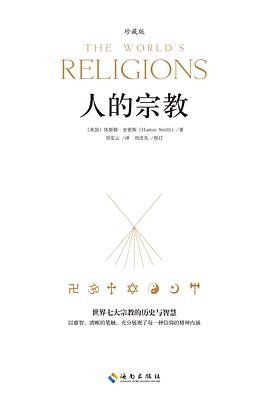 珍藏版
THE WORLD'S
RELIGIONS
人的宗教
（美国）休斯顿·史密斯（Huston Smith）/著
刘安云 / 译　刘述先 / 校订
世界七大宗教的历史与智慧
以睿智、清晰的笔触，充分展现了每一种信仰的精神内涵
海南出版社